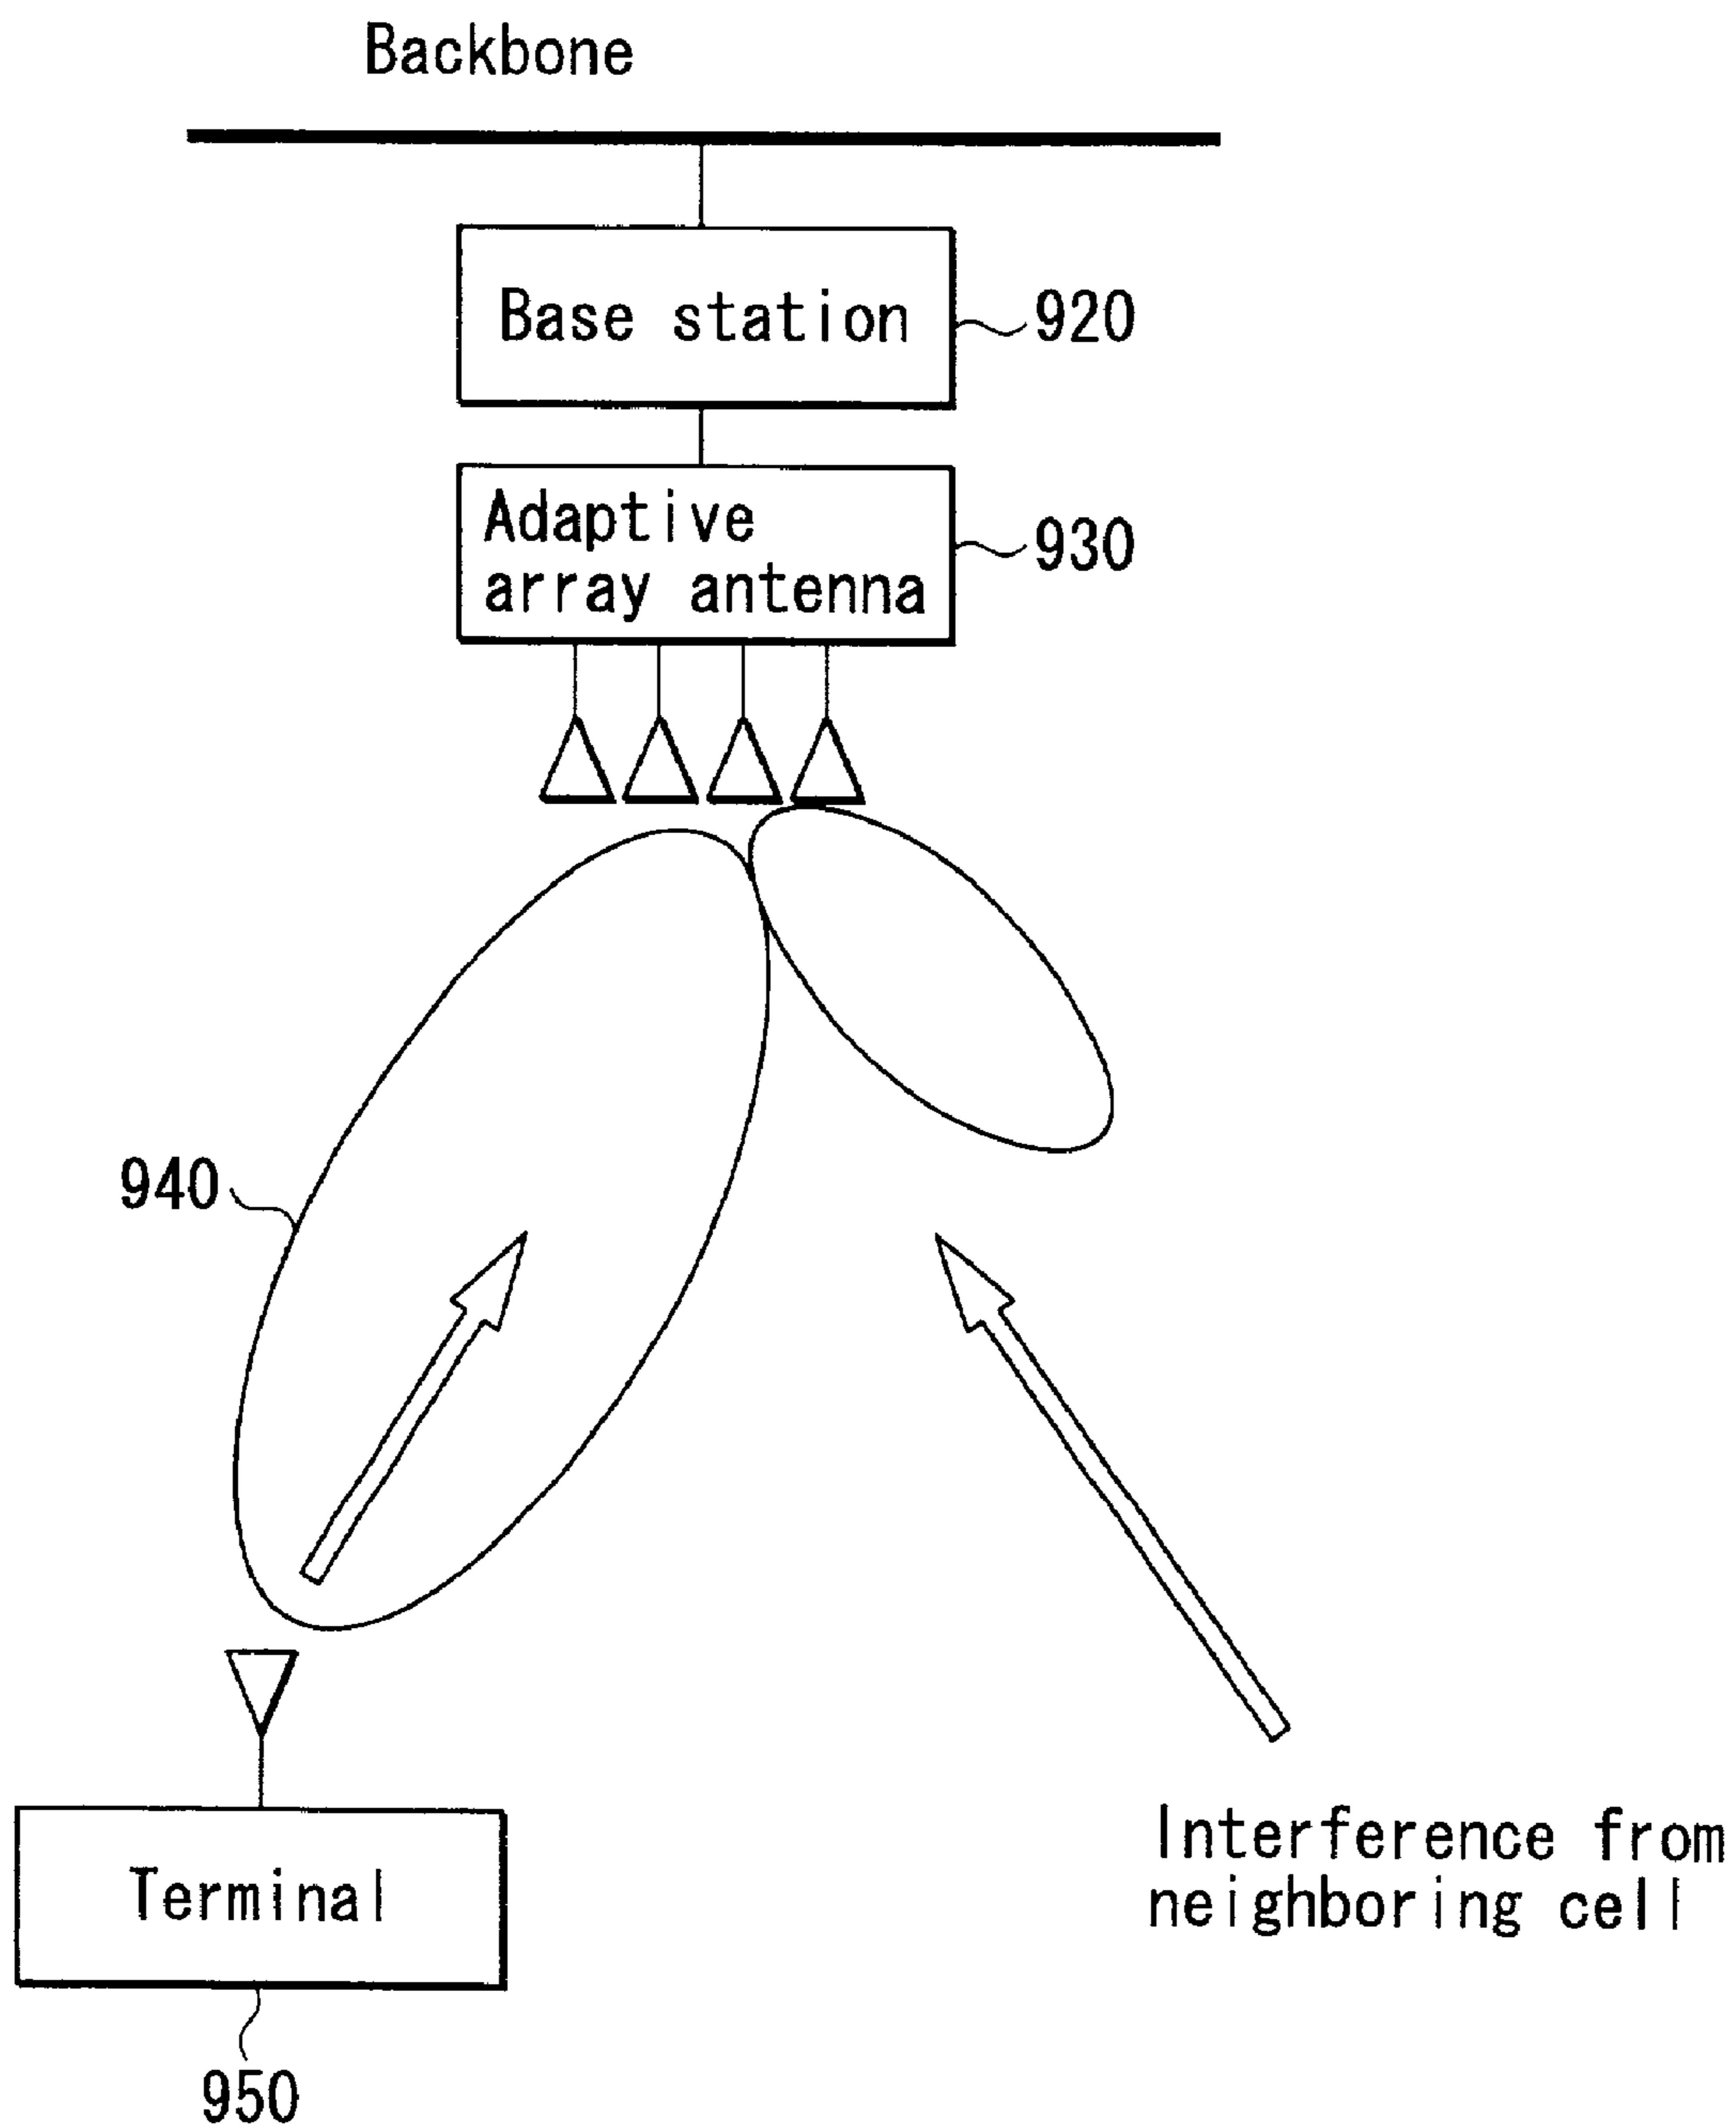 Backbone
Base station
920
Adaptive
array antenna
930
940
Interference from
neighboring cell
Terminal
950